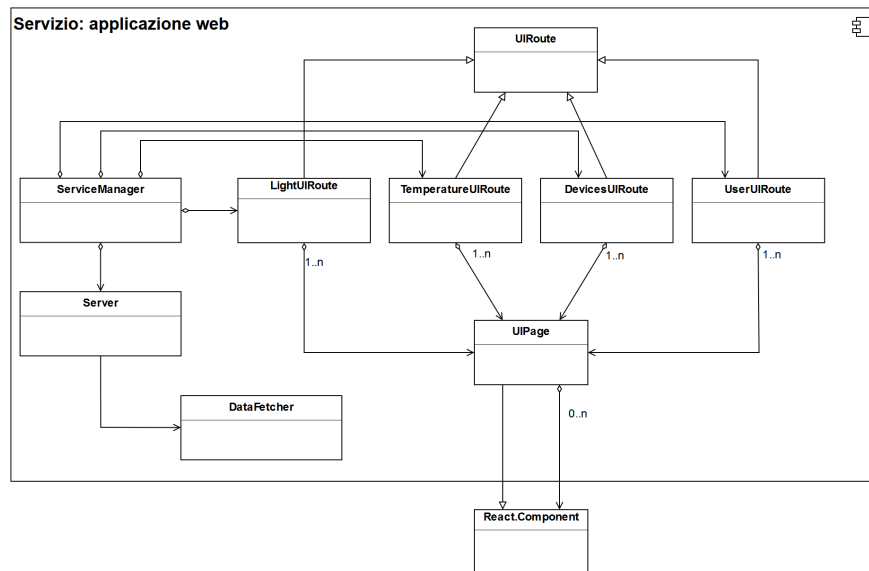 Servizio: applicazione web
UIRoute
ServiceManager
LightUIRoute
TemperatureUIRoute
DevicesUIRoute
UserUIRoute
1..n
1..n
1..n
1..n
Server
UIPage
DataFetcher
0..n
React.Component